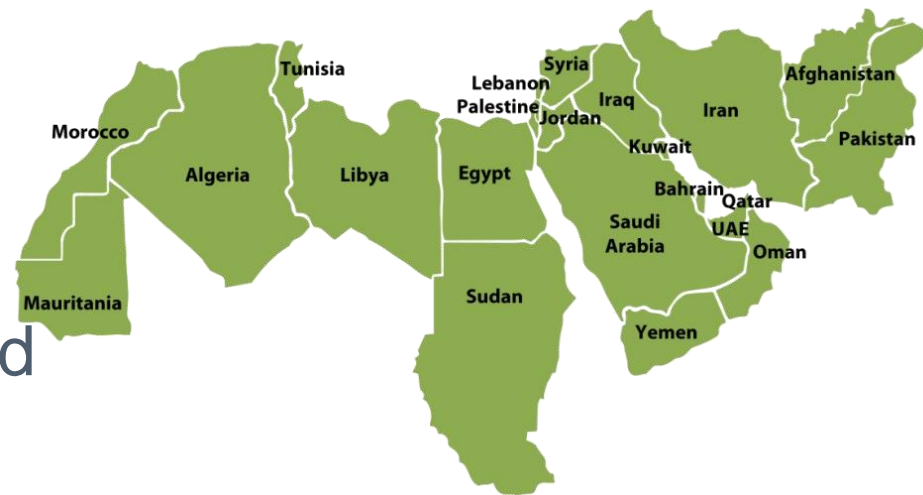 Tunisia
Syria
Lebanon
Afghanistan
Palestine
Jordan
Iraq
Iran
Morocco
Pakistan
Kuwait
Algeria
Libya
Egypt
Bahrain
Qatar
Saudi
Arabia
UAE
Oman
Mauritania
Sudan
Yemen
d